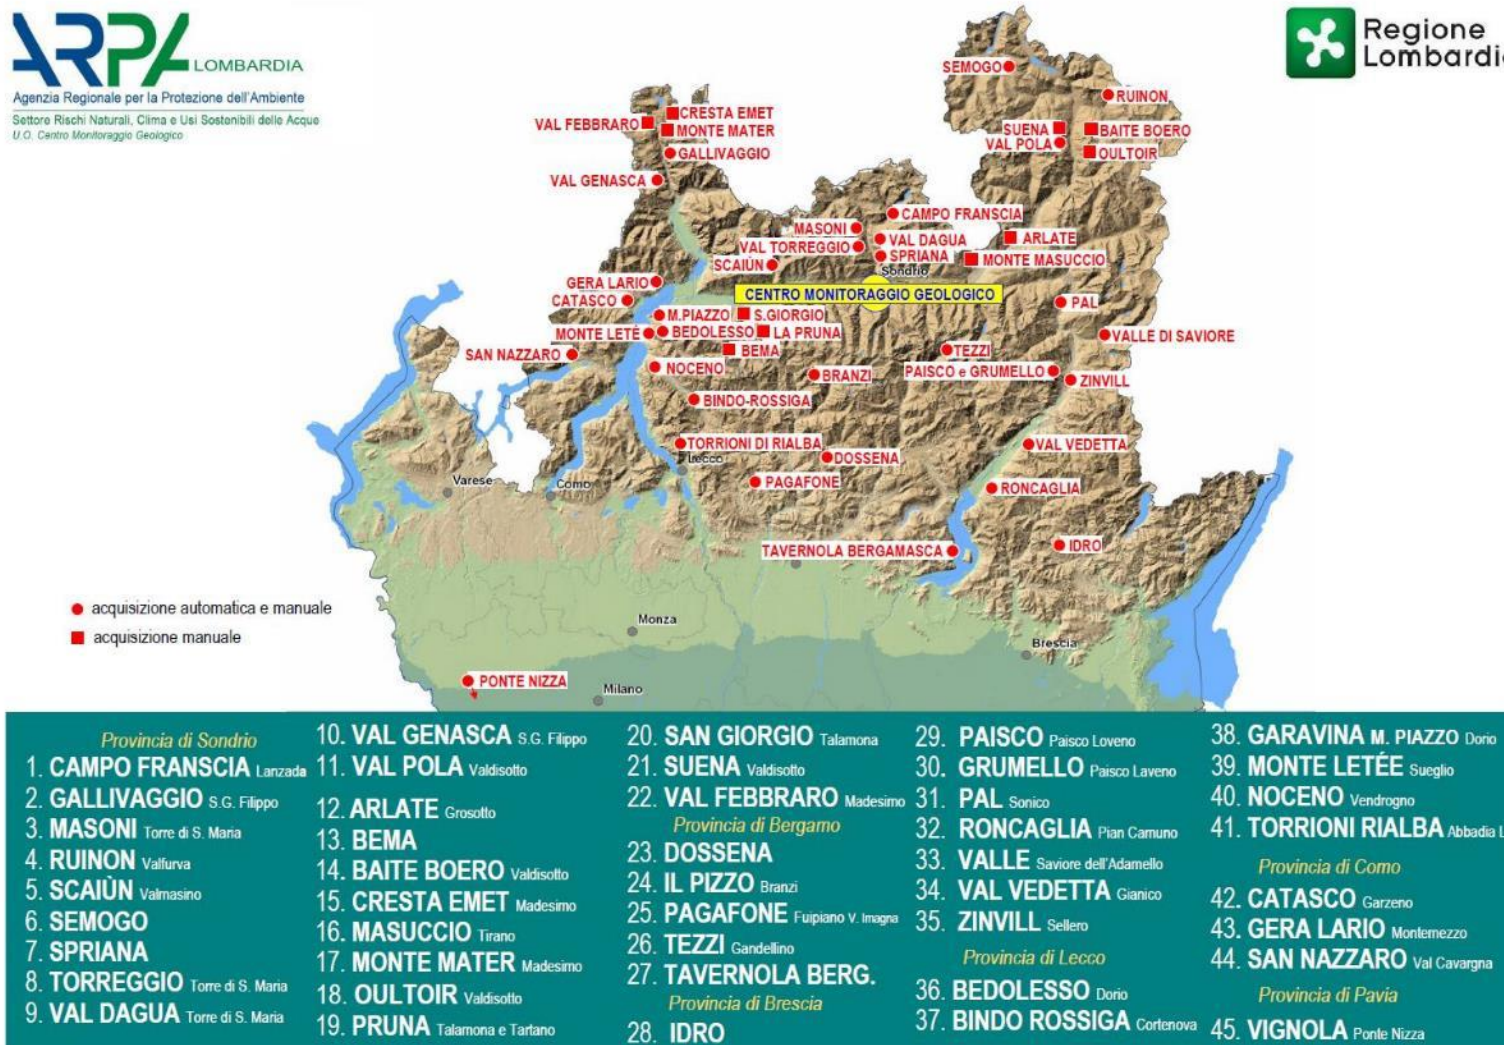 ARPA LOMBARDIA
Agenzia Regionale per la Protezione dell'Ambiente
Settore Rischi Naturali, Clima e Usi Sostenibili delle Acque
U.O. Centro Monitoraggio Geologico
Regione
Lombardia
SEMOGO
RUINON
CRESTA EMET
VAL FEBBRARO
MONTE MATER
SUENA
BAITE BOERO
VAL POLA
OULTOIR
GALLIVAGGIO
VAL GENASCA
CAMPO FRANSCIA
MASONI
VAL DAGUA
ARLATE
VAL TORREGGIO
SPRIANA
MONTE MASUCCIO
SCAIÙN
Sondrio
GERA LARIO
CENTRO MONITORAGGIO GEOLOGICO
CATASCO
PAL
M.PIAZZO
S.GIORGIO
MONTE LETÉ
BEDOLESSO
LA PRUNA
VALLE DI SAVIORE
SAN NAZZARO
BEMA
TEZZI
NOCENO
BRANZI
PAISCO e GRUMELLO
ZINVILL
BINDO-ROSSIGA
TORRIONI DI RIALBA
VAL VEDETTA
Lecco
DOSSENA
Varese
Como
PAGAFONE
RONCAGLIA
TAVERNOLA BERGAMASCA
IDRO
acquisizione automatica e manuale
acquisizione manuale
Monza
Brescia
PONTE NIZZA
Milano
Provincia di Sondrio
1. CAMPO FRANSCIA Lanzada
2. GALLIVAGGIO S.G. Filippo
3. MASONI Torre di S. Maria
4. RUINON Valfurva
5. SCAIÙN Valmasino
6. SEMOGO
7. SPRIANA
8. TORREGGIO Torre di S. Maria
9. VAL DAGUA Torre di S. Maria
10. VAL GENASCA S.G. Filippo
11. VAL POLA Valdisotto
12. ARLATE Grosotto
13. BEMA
14. BAITE BOERO Valdisotto
15. CRESTA EMET Madesimo
16. MASUCCIO Tirano
17. MONTE MATER Madesimo
18. OULTOIR Valdisotto
19. PRUNA Talamona e Tartano
20. SAN GIORGIO Talamona
21. SUENA Valdisotto
22. VAL FEBBRARO Madesimo
Provincia di Bergamo
23. DOSSENA
24. IL PIZZO Branzi
25. PAGAFONE Fuipiano V. Imagna
26. TEZZI Gandellino
27. TAVERNOLA BERG.
Provincia di Brescia
28. IDRO
29. PAISCO Paisco Loveno
30. GRUMELLO Paisco Laveno
31. PAL Sonico
32. RONCAGLIA Pian Camuno
33. VALLE Saviore dell'Adamello
34. VAL VEDETTA Gianico
35. ZINVILL Sellero
Provincia di Lecco
36. BEDOLESSO Dorio
37. BINDO ROSSIGA Cortenova
38. GARAVINA M. PIAZZO Dorio
39. MONTE LETÉE Sueglio
40. NOCENO Vendrogno
41. TORRIONI RIALBA Abbadia L
Provincia di Como
42. CATASCO Garzeno
43. GERA LARIO Montemezzo
44. SAN NAZZARO Val Cavargna
Provincia di Pavia
45. VIGNOLA Ponte Nizza